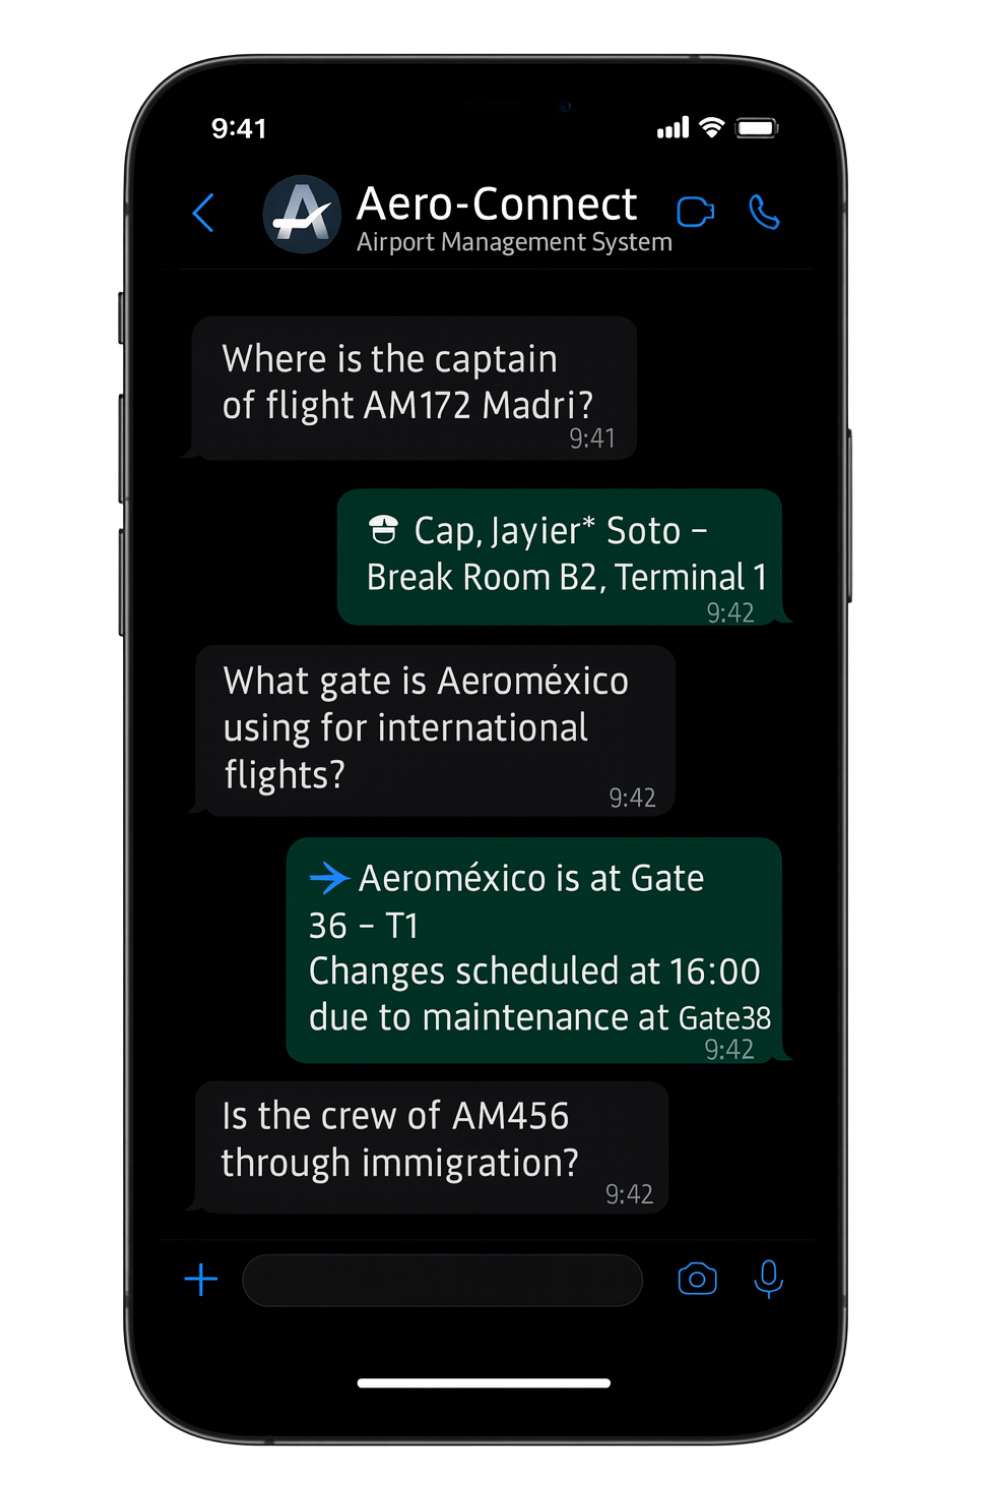 9:41
Aero-Connect
Airport Management System
Where is the captain
of flight AM172 Madri?
9:41
Cap, Jayier* Soto –
Break Room B2, Terminal 1
9:42
What gate is Aeroméxico
using for international
flights?
9:42
Aeroméxico is at Gate
36 – T1
Changes scheduled at 16:00
due to maintenance at Gate38
9:42
Is the crew of AM456
through immigration?
9:42